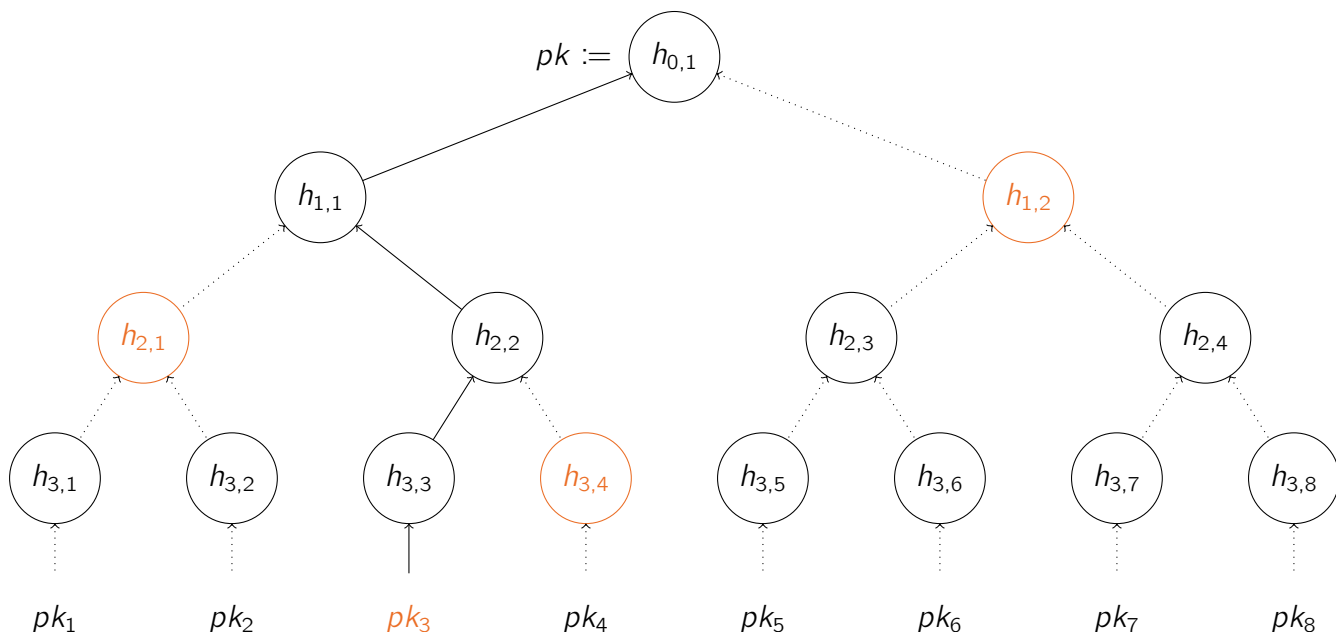 pk := h0,1
h1,1 h1,2
h2,1 h2,2 h2,3 h2,4
h3,1 h3,2 h3,3 h3,4 h3,5 h3,6 h3,7 h3,8
pk1 pk2 pk3 pk4 pk5 pk6 pk7 pk8